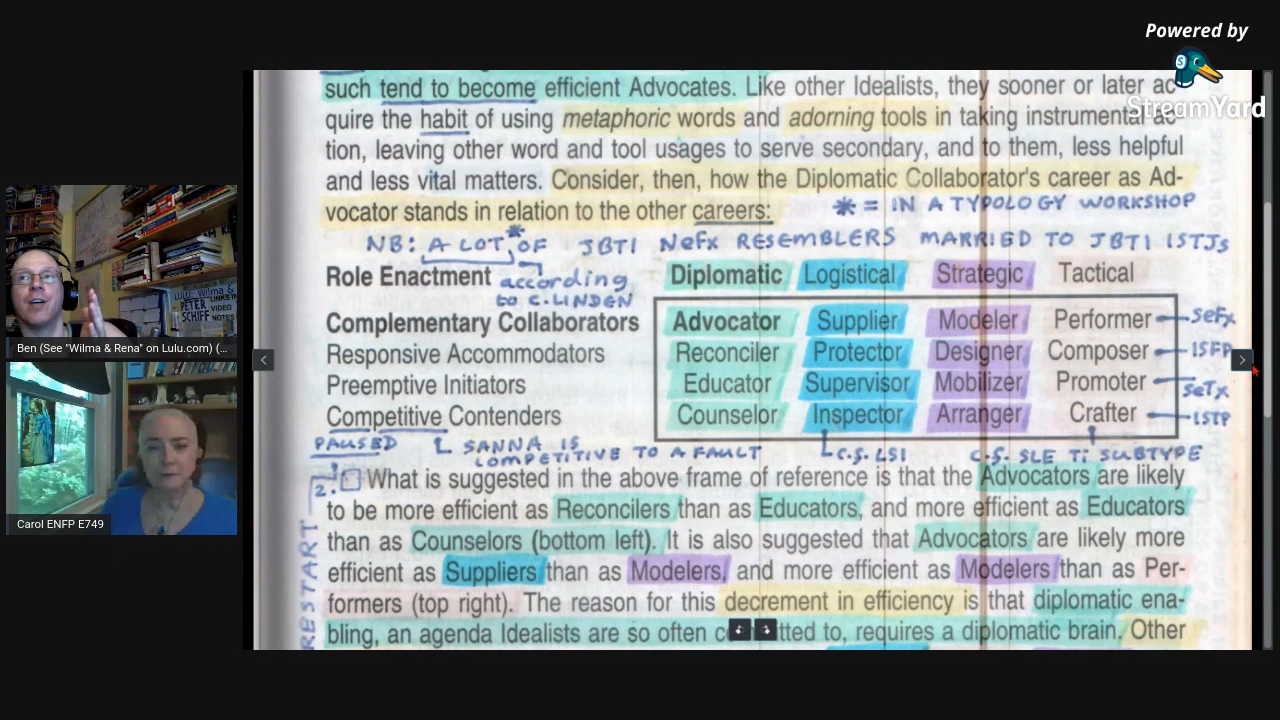 Powered by
StreamYard
such tend to become efficient Advocates. Like other Idealists, they sooner or later ac-
quire the habit of using metaphoric words and adorning tools in taking instrumental ac-
tion, leaving other word and tool usages to serve secondary, and to them, less helpful
and less vital matters. Consider, then, how the Diplomatic Collaborator's career as Ad-
vocator stands in relation to the other careers:
* = IN A TYPOLOGY WORKSHOP
NB: A LOT* OF JBTI NeFx RESEMBLERS MARRIED TO JBTI ISTJs
according to C. LINDEN
Role Enactment Diplomatic Logistical Strategic Tactical
Complementary Collaborators Advocator Supplier Modeler Performer SeFx
Responsive Accommodators Reconciler Protector Designer Composer ISFP
Preemptive Initiators Educator Supervisor Mobilizer Promoter SeTx
Competitive Contenders Counselor Inspector Arranger Crafter ISTP
PAUSED
SANNA IS
COMPETITIVE TO A FAULT
C.S. LSI
C.S. SLE Ti SUBTYPE
2.
RESTART
What is suggested in the above frame of reference is that the Advocators are likely
to be more efficient as Reconcilers than as Educators, and more efficient as Educators
than as Counselors (bottom left). It is also suggested that Advocators are likely more
efficient as Suppliers than as Modelers, and more efficient as Modelers than as Per-
formers (top right). The reason for this decrement in efficiency is that diplomatic ena-
bling, an agenda Idealists are so often committed to, requires a diplomatic brain. Other
LULU: WILMA &
PETER
SCHIFF
LINKS IN
VIDEO
NOTES
Ben (See "Wilma & Rena" on Lulu.com) (...
Carol ENFP E749